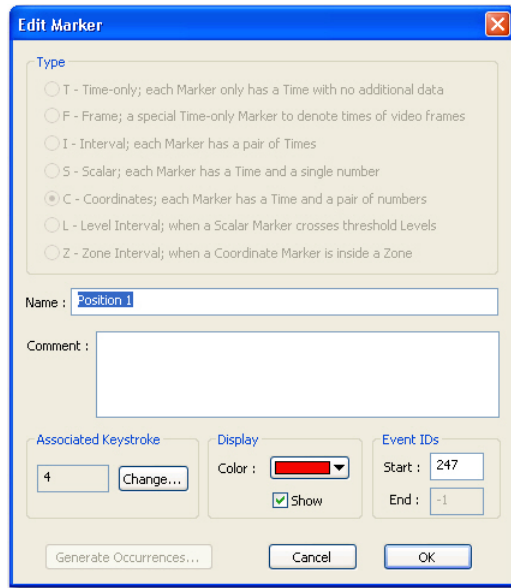 Edit Marker
Type
T - Time-only; each Marker only has a Time with no additional data
F - Frame; a special Time-only Marker to denote times of video frames
I - Interval; each Marker has a pair of Times
S - Scalar; each Marker has a Time and a single number
C - Coordinates; each Marker has a Time and a pair of numbers
L - Level Interval; when a Scalar Marker crosses threshold Levels
Z - Zone Interval; when a Coordinate Marker is inside a Zone
Name : Position 1
Comment :
Associated Keystroke
4 Change...
Display
Color :
Show
Event IDs
Start : 247
End : -1
Generate Occurrences... Cancel OK